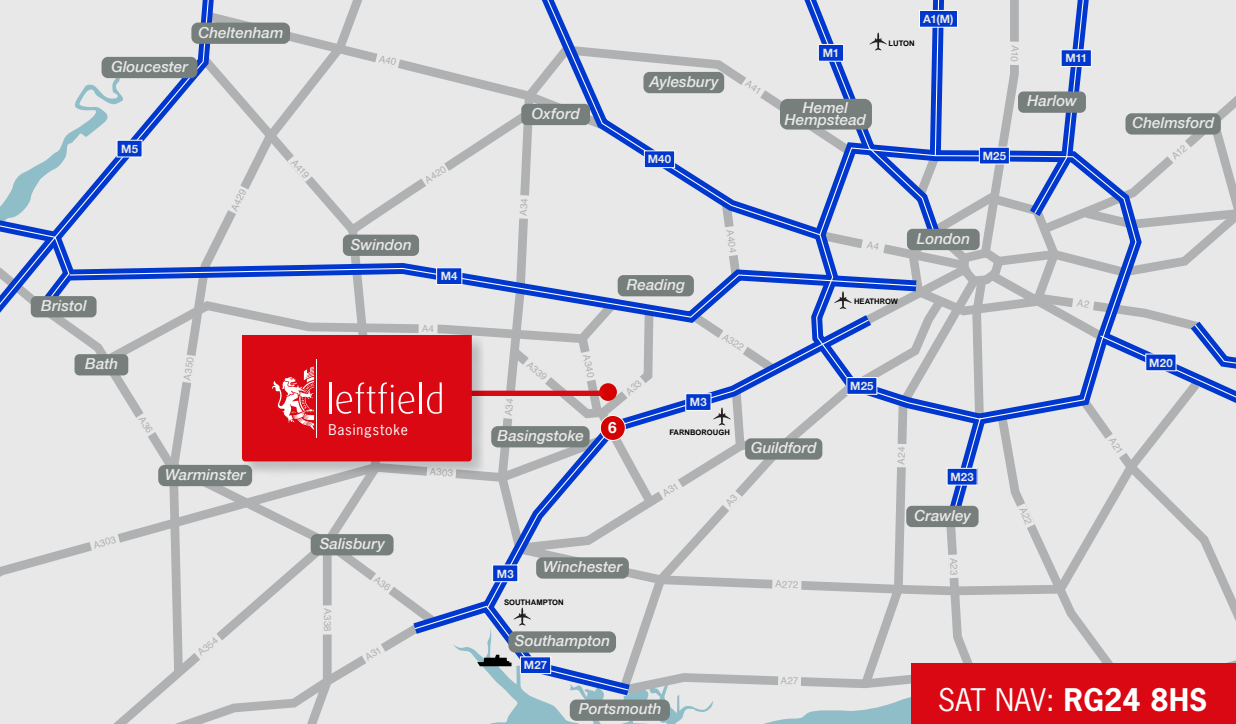 A1(M)
Cheltenham
M1
LUTON
A10
M11
Gloucester
A40
Aylesbury
A41
Harlow
Hemel
Hempstead
Oxford
Chelmsford
M5
M40
M25
A12
A419
A420
A429
A34
A404
A4
London
Swindon
M4
Reading
HEATHROW
Bristol
A2
A4
A322
Bath
A350
A339
A340
A33
M20
leftfield
Basingstoke
M25
M3
A34
FARNBOROUGH
6
Basingstoke
A36
Guildford
A24
A21
Warminster
A303
M23
A31
A3
Crawley
A22
A303
Salisbury
Winchester
M3
A23
A36
A272
SOUTHAMPTON
A338
Southampton
A354
A31
M27
A27
Portsmouth
SAT NAV: RG24 8HS